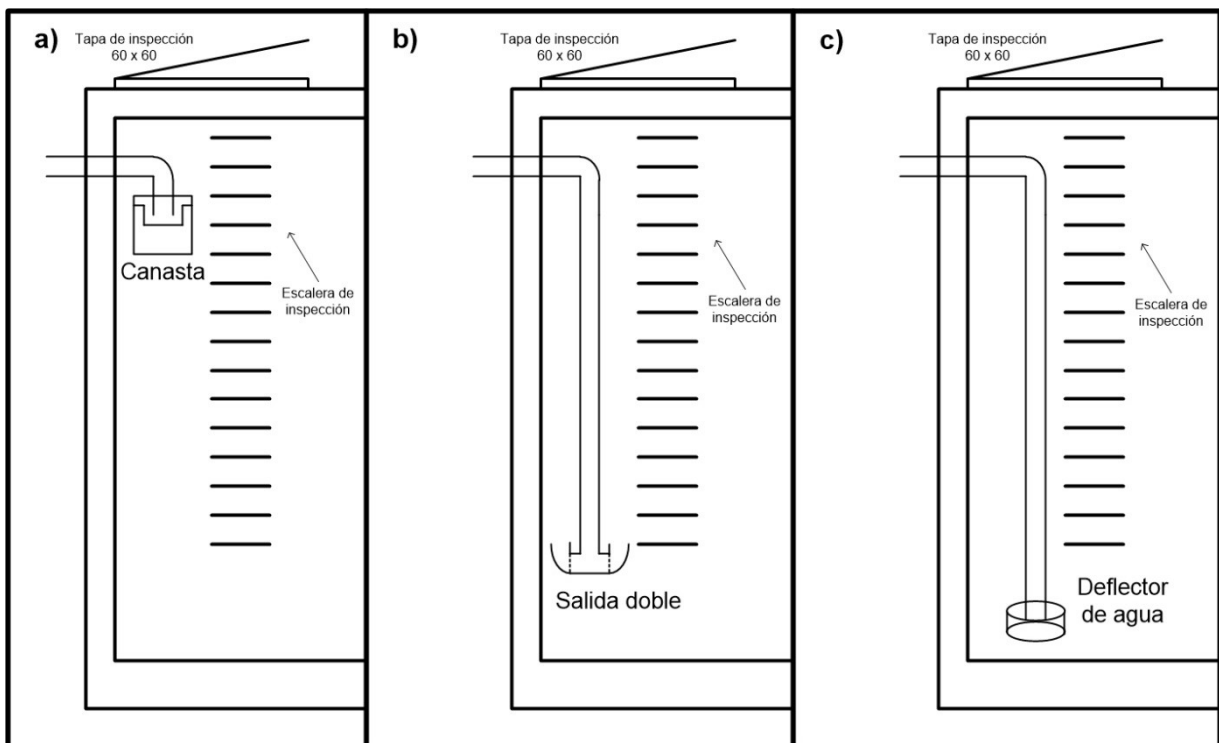 a)
Tapa de inspección
60 x 60
Canasta
Escalera de
inspección
b)
Tapa de inspección
60 x 60
Escalera de
inspección
Salida doble
c)
Tapa de inspección
60 x 60
Escalera de
inspección
Deflector
de agua